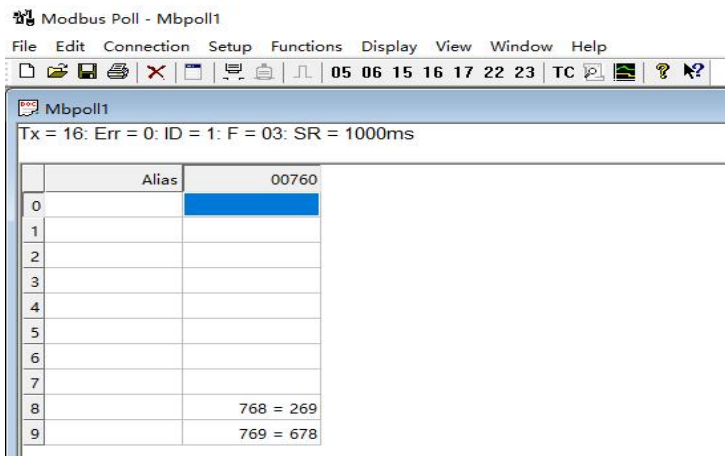 Modbus Poll - Mbpoll1
File Edit Connection Setup Functions Display View Window Help
05 06 15 16 17 22 23 TC
Mbpoll1
Tx = 16: Err = 0: ID = 1: F = 03: SR = 1000ms
Alias 00760
0
1
2
3
4
5
6
7
8 768 = 269
9 769 = 678